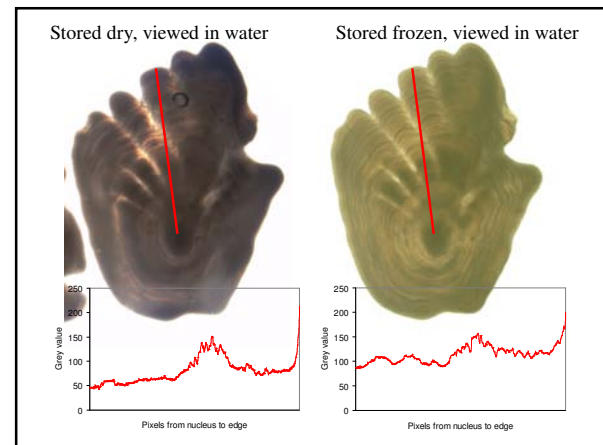 Stored dry, viewed in water
Stored frozen, viewed in water
250
200
150
100
50
0
Grey value
Pixels from nucleus to edge
250
200
150
100
50
0
Grey value
Pixels from nucleus to edge